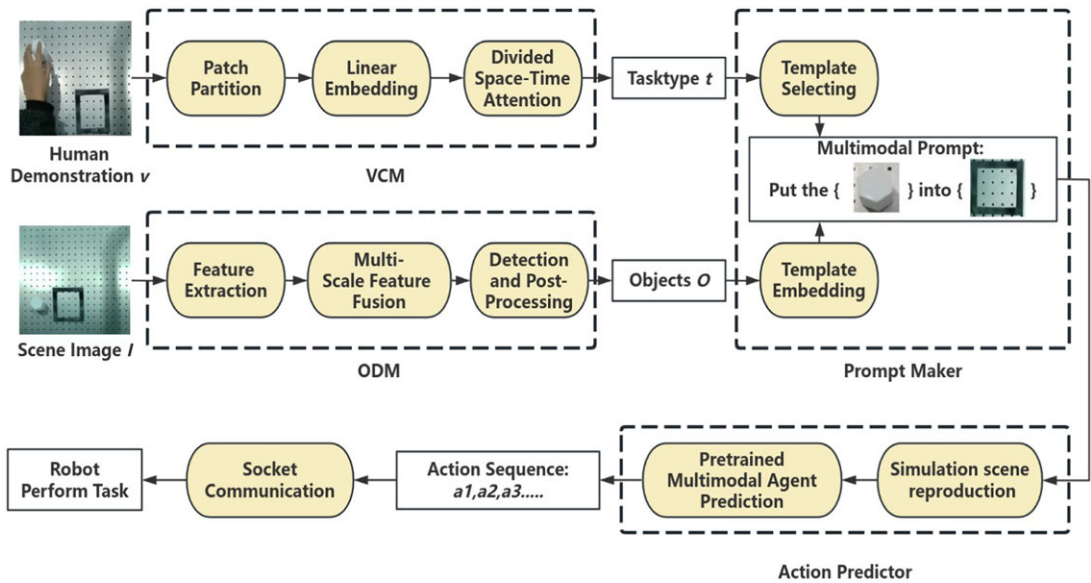 Human
Demonstration v
Patch
Partition
Linear
Embedding
Divided
Space-Time
Attention
VCM
Tasktype t
Template
Selecting
Multimodal Prompt:
Put the { } into { }
Scene Image I
Feature
Extraction
Multi-
Scale Feature
Fusion
Detection
and Post-
Processing
ODM
Objects O
Template
Embedding
Prompt Maker
Robot
Perform Task
Socket
Communication
Action Sequence:
a1,a2,a3.....
Pretrained
Multimodal Agent
Prediction
Simulation scene
reproduction
Action Predictor